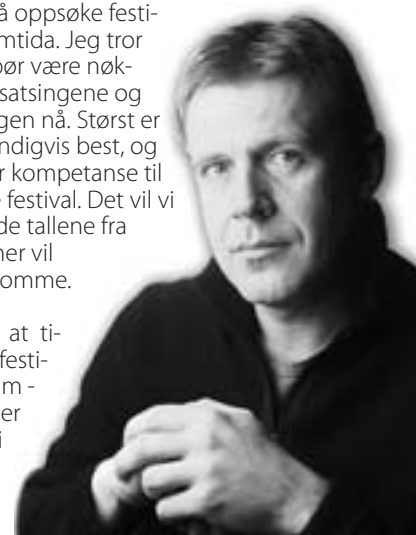 å oppsøke festi-
mtida. Jeg tror
bør være nøk-
satsingene og
gen nå. Størst er
ndigvis best, og
r kompetanse til
festival. Det vil vi
de tallene fra
ner vil
omme.
at ti-
festi-
m -
er
i